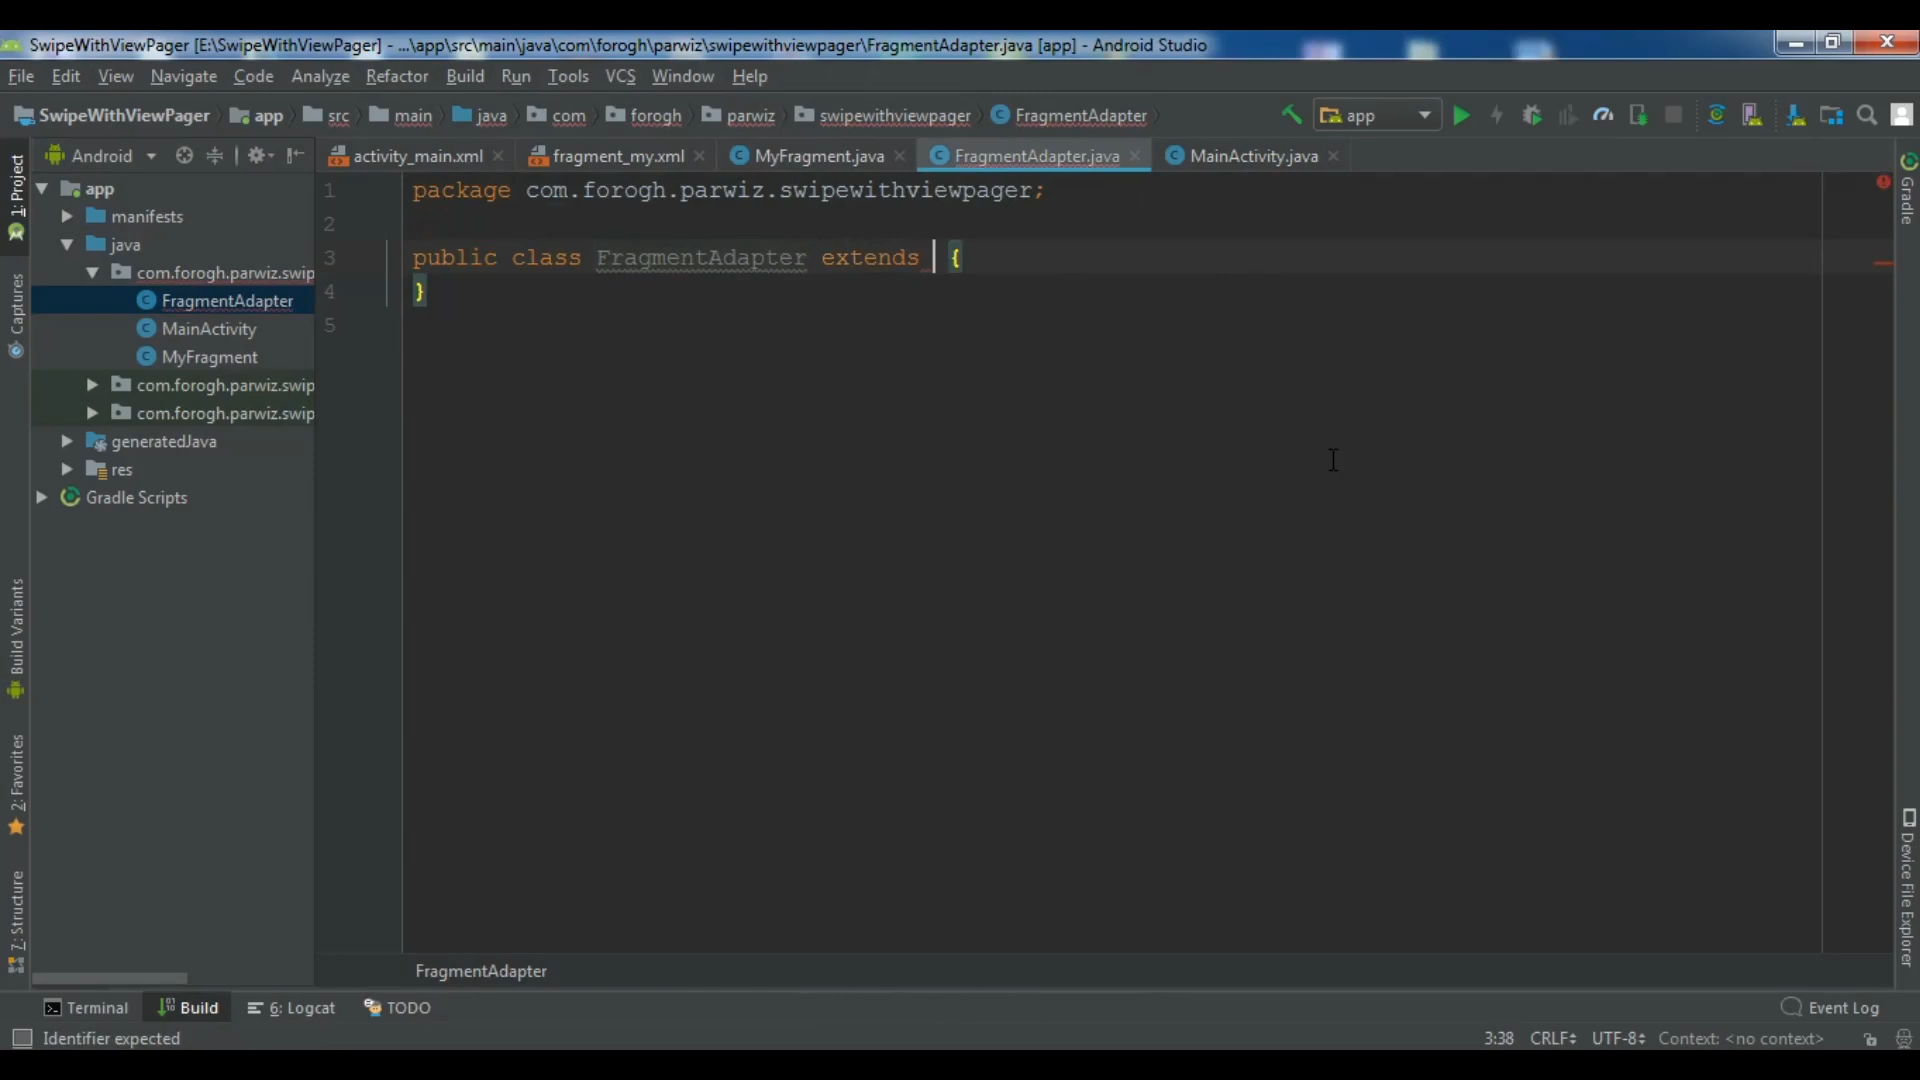 SwipeWithViewPager [E:\SwipeWithViewPager] - ...\app\src\main\java\com\forogh\parwiz\swipewithviewpager\FragmentAdapter.java [app] - Android Studio
File Edit View Navigate Code Analyze Refactor Build Run Tools VCS Window Help
SwipeWithViewPager app src main java com forogh parwiz swipewithviewpager FragmentAdapter app
Android activity_main.xml fragment_my.xml MyFragment.java FragmentAdapter.java MainActivity.java
1: Project
Captures
Build Variants
2: Favorites
7: Structure
app
manifests
java
com.forogh.parwiz.swip
FragmentAdapter
MainActivity
MyFragment
com.forogh.parwiz.swip
com.forogh.parwiz.swip
generatedJava
res
Gradle Scripts
1 package com.forogh.parwiz.swipewithviewpager;
2
3 public class FragmentAdapter extends {
4 }
5
Gradle
Device File Explorer
FragmentAdapter
Terminal Build 6: Logcat TODO Event Log
Identifier expected 3:38 CRLF UTF-8 Context: <no context>